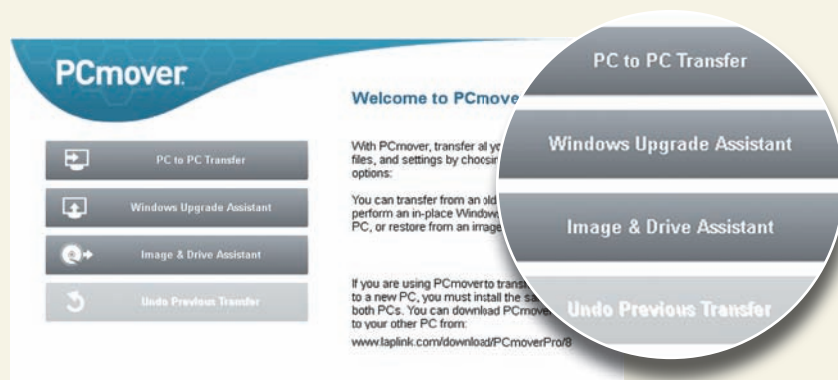 PCmover
PC to PC Transfer
Windows Upgrade Assistant
Image & Drive Assistant
Undo Previous Transfer
Welcome to PCmove
With PCmover, transfer al yo
files, and settings by choosin
options:
You can transfer from an old
perform an in-place Window
PC, or restore from an image
If you are using PCmoverto trans
to a new PC, you must install the sa
both PCs. You can download PCmove
to your other PC from:
www.laplink.com/download/PCmoverPro/8
PC to PC Transfer
Windows Upgrade Assistant
Image & Drive Assistant
Undo Previous Transfer